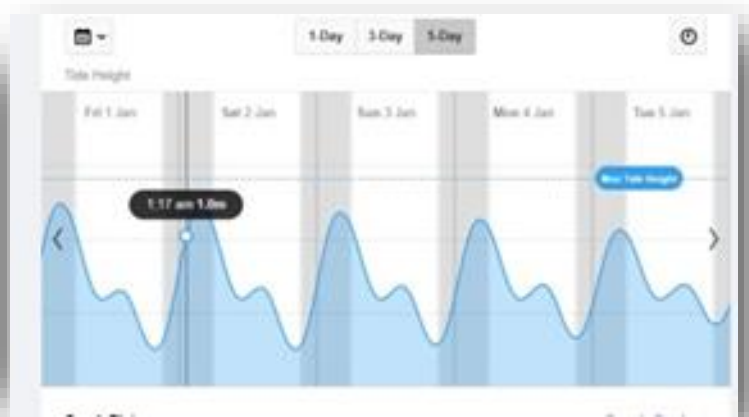 1-Day 3-Day 5-Day
Tide Height
Fri 1 Jan Sat 2 Jan Sun 3 Jan Mon 4 Jan Tue 5 Jan
Max Tide Height
1:17 am 1.0m